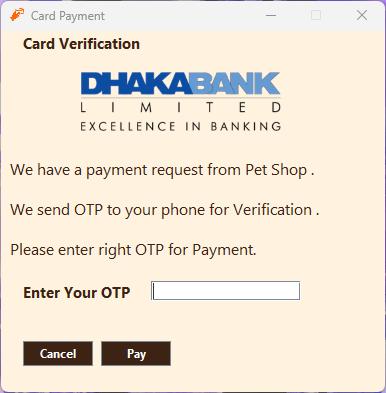 Card Payment
Card Verification
DHAKABANK
LIMITED
EXCELLENCE IN BANKING
We have a payment request from Pet Shop .
We send OTP to your phone for Verification .
Please enter right OTP for Payment.
Enter Your OTP
Cancel Pay